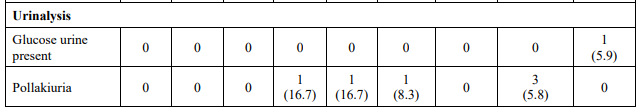 Urinalysis
Glucose urine present 0 0 0 0 0 0 0 0 1 (5.9)
Pollakiuria 0 0 0 1 (16.7) 1 (16.7) 1 (8.3) 0 3 (5.8) 0